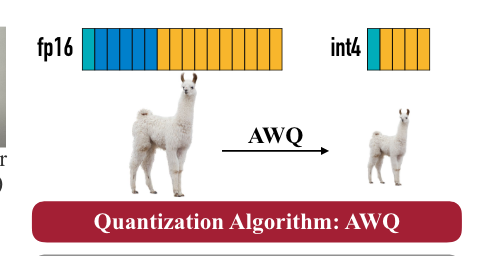 fp16
int4
r
)
AWQ
Quantization Algorithm: AWQ